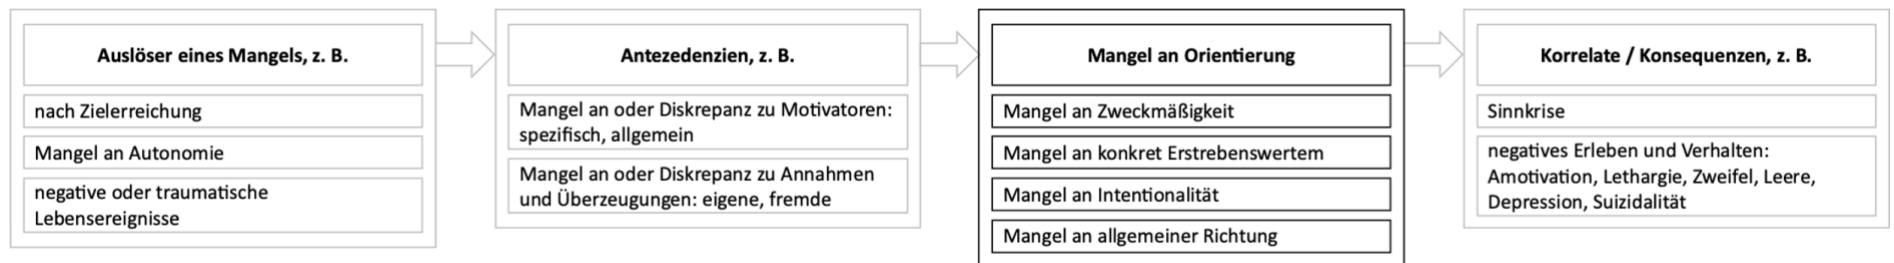 Auslöser eines Mangels, z. B.
nach Zielerreichung
Mangel an Autonomie
negative oder traumatische
Lebensereignisse
Antezedenzien, z. B.
Mangel an oder Diskrepanz zu Motivatoren:
spezifisch, allgemein
Mangel an oder Diskrepanz zu Annahmen
und Überzeugungen: eigene, fremde
Mangel an Orientierung
Mangel an Zweckmäßigkeit
Mangel an konkret Erstrebenswertem
Mangel an Intentionalität
Mangel an allgemeiner Richtung
Korrelate / Konsequenzen, z. B.
Sinnkrise
negatives Erleben und Verhalten:
Amotivation, Lethargie, Zweifel, Leere,
Depression, Suizidalität